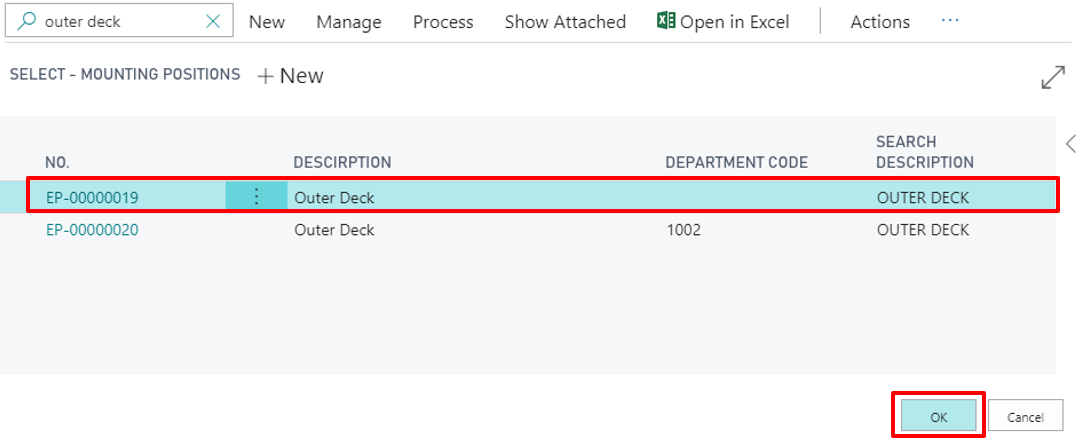 outer deck New Manage Process Show Attached Open in Excel Actions ...
SELECT - MOUNTING POSITIONS + New
NO. DESCIRPTION DEPARTMENT CODE SEARCH DESCRIPTION
EP-00000019 Outer Deck OUTER DECK
EP-00000020 Outer Deck 1002 OUTER DECK
OK Cancel